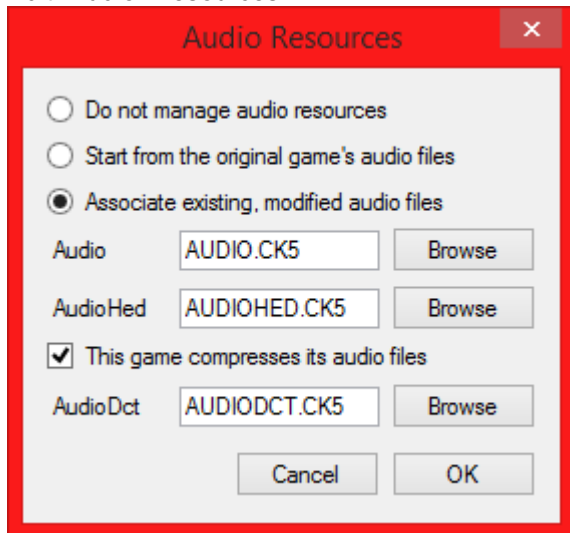 Audio Resources
Do not manage audio resources
Start from the original game's audio files
Associate existing, modified audio files
Audio AUDIO.CK5 Browse
AudioHed AUDIOHED.CK5 Browse
This game compresses its audio files
AudioDct AUDIODCT.CK5 Browse
Cancel OK